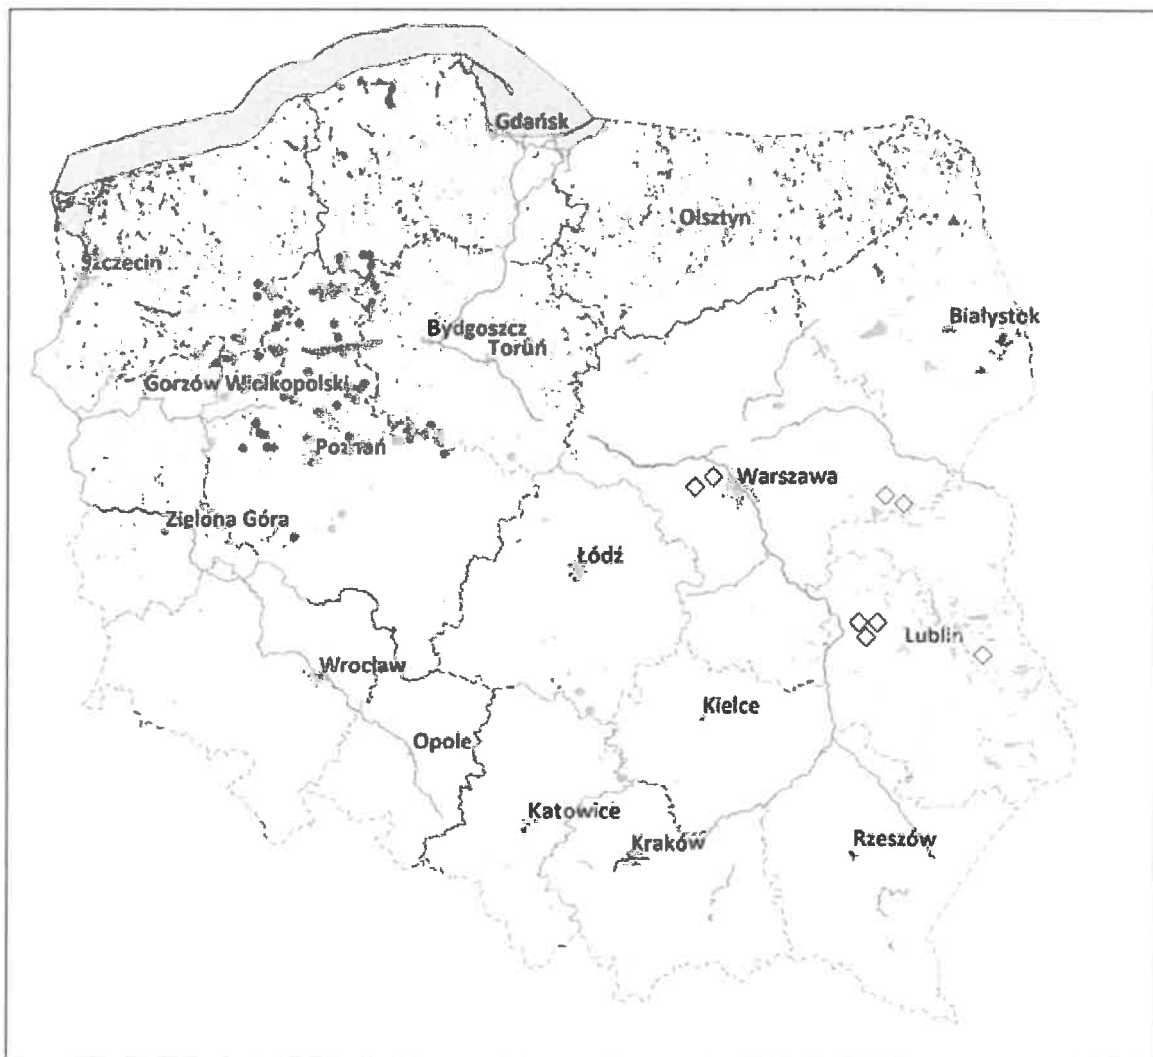 Gdańsk
Olsztyn
Szczecin
Białystok
Bydgoszcz
Toruń
Gorzów Wielkopolski
Poznań
Warszawa
Zielona Góra
Łódź
Lublin
Wrocław
Kielce
Opole
Katowice
Kraków
Rzeszów